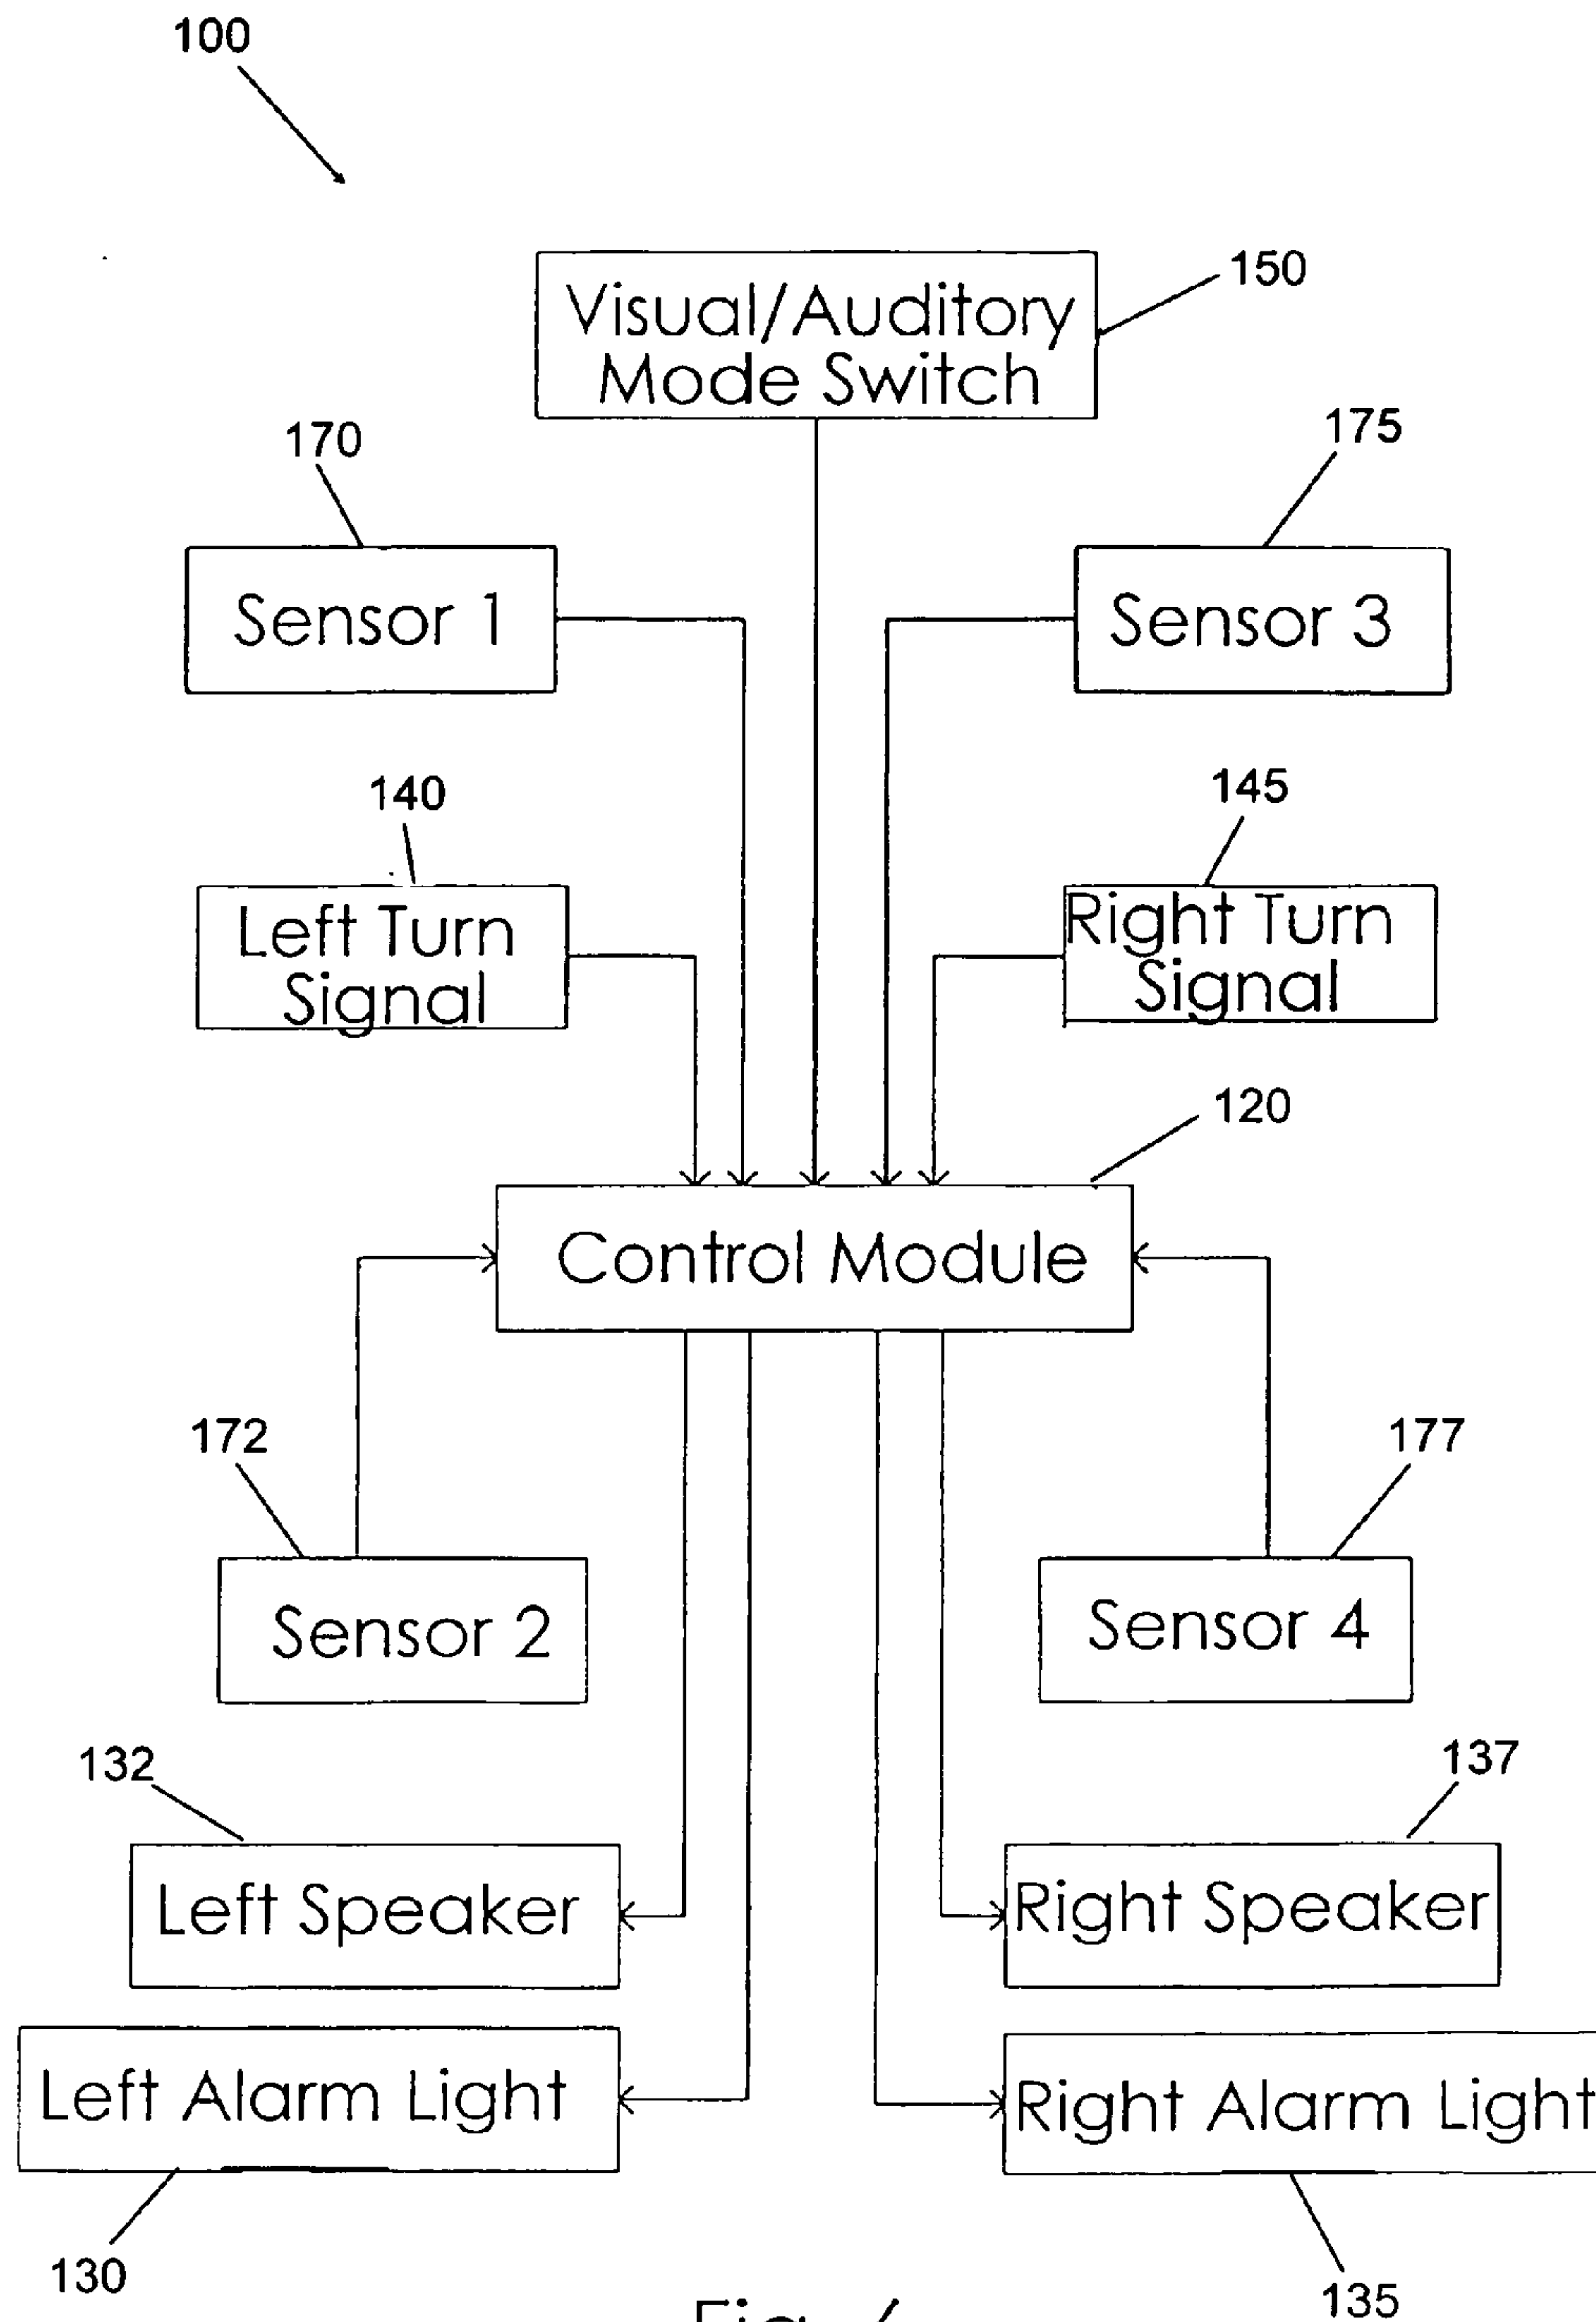 100
Visual/Auditory
Mode Switch
150
170
175
Sensor 1
Sensor 3
140
145
Left Turn
Signal
Right Turn
Signal
120
Control Module
172
177
Sensor 2
Sensor 4
132
137
Left Speaker
Right Speaker
Left Alarm Light
Right Alarm Light
130
135
Fig.